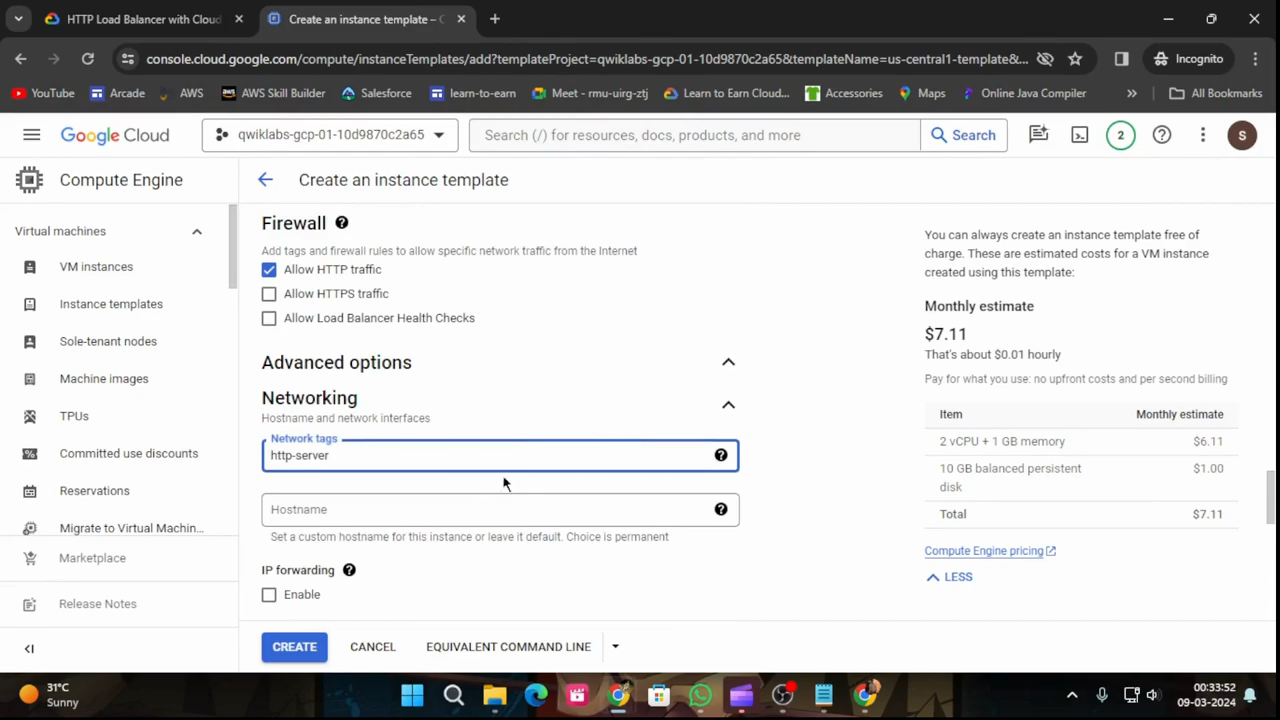 HTTP Load Balancer with Cloud
Create an instance template – C
console.cloud.google.com/compute/instanceTemplates/add?templateProject=qwiklabs-gcp-01-10d9870c2a65&templateName=us-central1-template&...
Incognito
YouTube
Arcade
AWS
AWS Skill Builder
Salesforce
learn-to-earn
Meet - rmu-uirg-ztj
Learn to Earn Cloud...
Accessories
Maps
Online Java Compiler
All Bookmarks
Google Cloud
qwiklabs-gcp-01-10d9870c2a65
Search (/) for resources, docs, products, and more
Search
2
S
Compute Engine
Create an instance template
Virtual machines
VM instances
Instance templates
Sole-tenant nodes
Machine images
TPUs
Committed use discounts
Reservations
Migrate to Virtual Machin...
Marketplace
Release Notes
Firewall
Add tags and firewall rules to allow specific network traffic from the Internet
Allow HTTP traffic
Allow HTTPS traffic
Allow Load Balancer Health Checks
Advanced options
Networking
Hostname and network interfaces
Network tags
http-server
Hostname
Set a custom hostname for this instance or leave it default. Choice is permanent
IP forwarding
Enable
CREATE
CANCEL
EQUIVALENT COMMAND LINE
You can always create an instance template free of
charge. These are estimated costs for a VM instance
created using this template:
Monthly estimate
$7.11
That's about $0.01 hourly
Pay for what you use: no upfront costs and per second billing
Item Monthly estimate
2 vCPU + 1 GB memory $6.11
10 GB balanced persistent $1.00
disk
Total $7.11
Compute Engine pricing
LESS
31°C
Sunny
00:33:52
09-03-2024